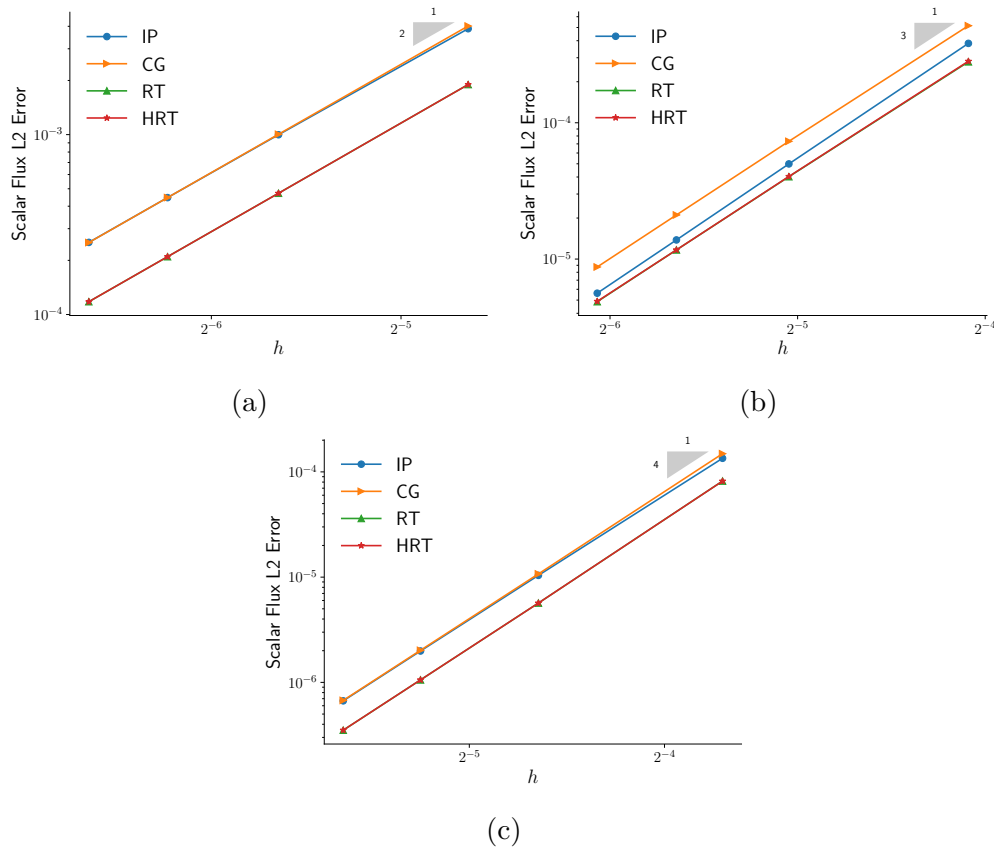 1
2
IP
CG
RT
HRT
Scalar Flux L2 Error
10⁻³
10⁻⁴
2⁻⁶
2⁻⁵
h
(a)
1
3
IP
CG
RT
HRT
Scalar Flux L2 Error
10⁻⁴
10⁻⁵
2⁻⁶
2⁻⁵
2⁻⁴
h
(b)
1
4
IP
CG
RT
HRT
Scalar Flux L2 Error
10⁻⁴
10⁻⁵
10⁻⁶
2⁻⁵
2⁻⁴
h
(c)